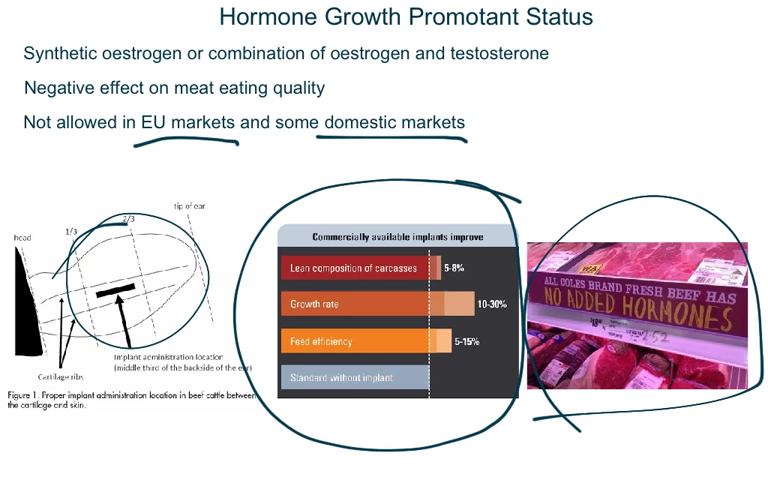 Hormone Growth Promotant Status
Synthetic oestrogen or combination of oestrogen and testosterone
Negative effect on meat eating quality
Not allowed in EU markets and some domestic markets
tip of ear
2/3
1/3
head
Implant administration location
(middle third of the backside of the ear)
Cartilage ribs
Figure 1. Proper implant administration location in beef cattle between
the cartilage and skin.
Commercially available implants improve
Lean composition of carcasses 5-8%
Growth rate 10-30%
Feed efficiency 5-15%
Standard without implant
ALL COLES BRAND FRESH BEEF HAS
NO ADDED HORMONES